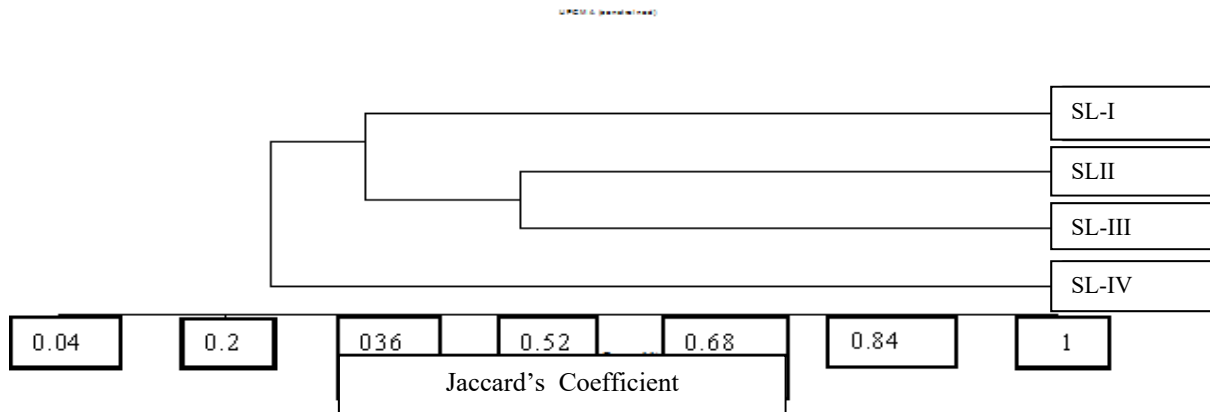 SL-I
SLII
SL-III
SL-IV
0.04 0.2 036 0.52 0.68 0.84 1
Jaccard's Coefficient